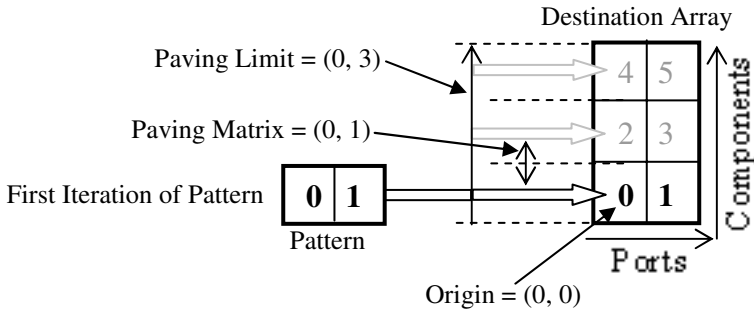 Destination Array
Paving Limit = (0, 3)
4 5
Paving Matrix = (0, 1)
2 3
First Iteration of Pattern
0 1
0 1
Pattern
Components
Ports
Origin = (0, 0)